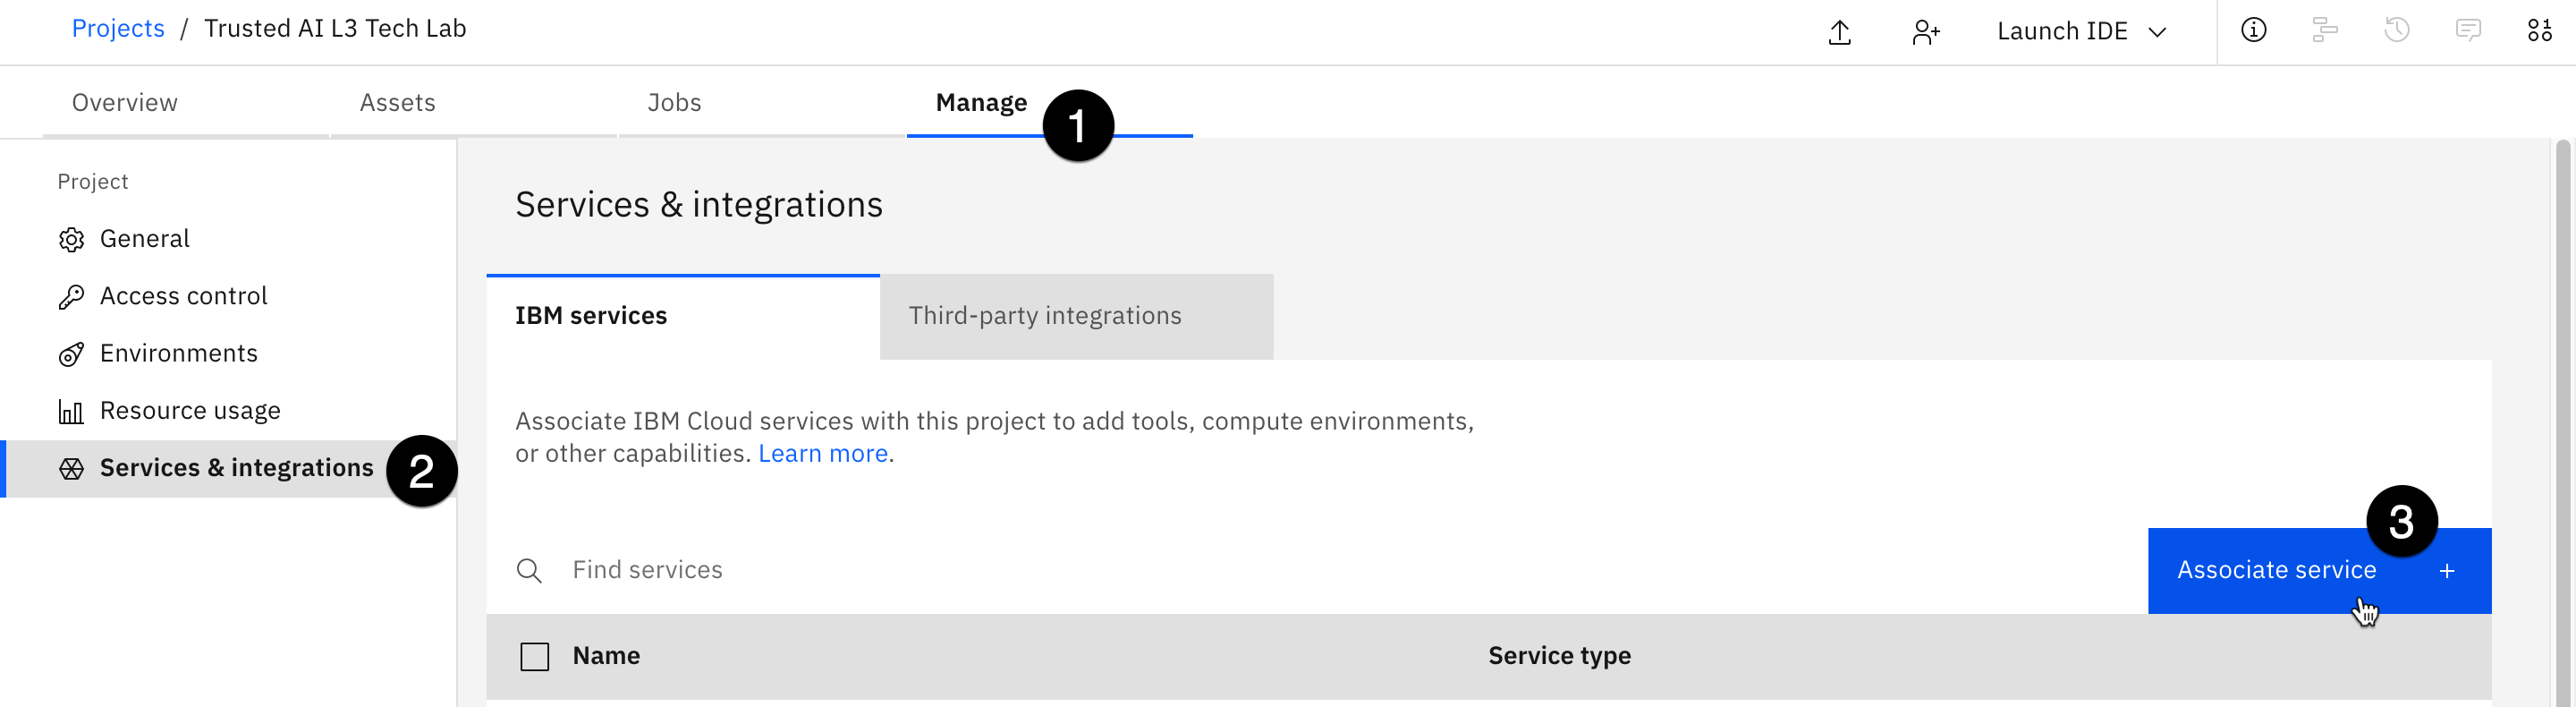 Projects / Trusted AI L3 Tech Lab
Launch IDE
Overview
Assets
Jobs
Manage
1
Project
General
Access control
Environments
Resource usage
Services & integrations
2
Services & integrations
IBM services
Third-party integrations
Associate IBM Cloud services with this project to add tools, compute environments,
or other capabilities. Learn more.
Find services
3
Associate service +
Name
Service type